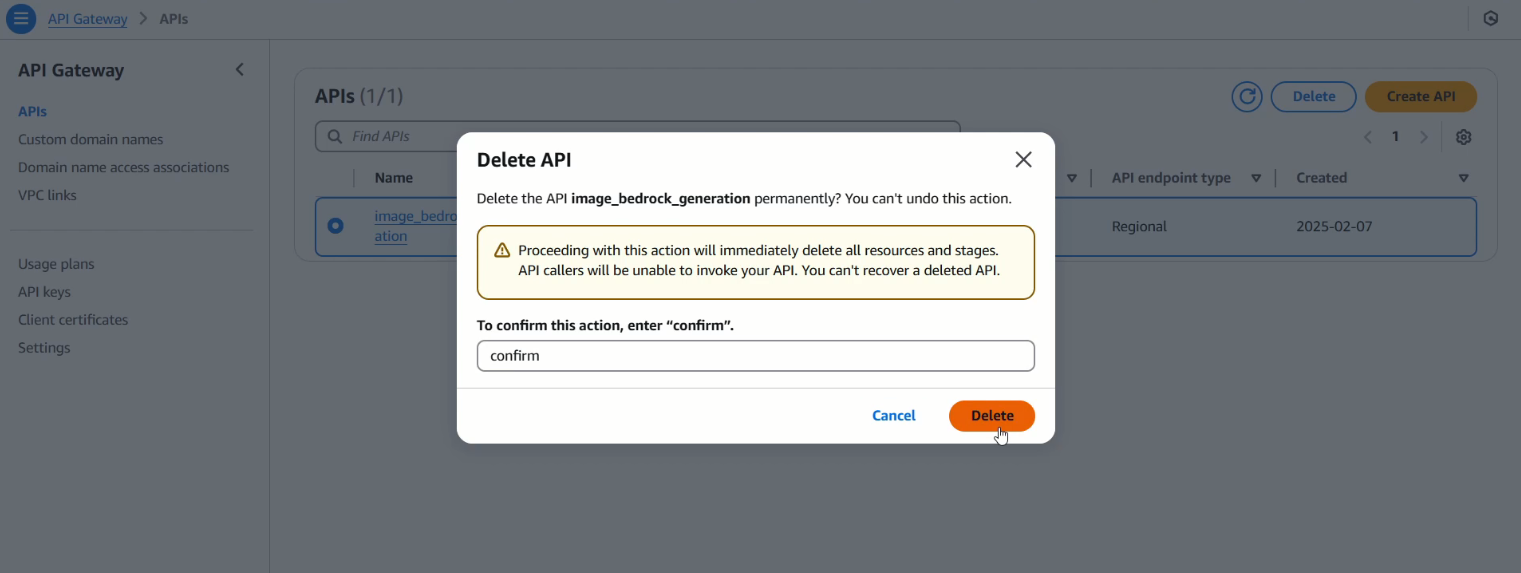 API Gateway > APIs
API Gateway
APIs
Custom domain names
Domain name access associations
VPC links
Usage plans
API keys
Client certificates
Settings
APIs (1/1)
Delete
Create API
Find APIs
1
Name
API endpoint type
Created
image_bedro
ation
Regional
2025-02-07
Delete API
Delete the API image_bedrock_generation permanently? You can't undo this action.
Proceeding with this action will immediately delete all resources and stages.
API callers will be unable to invoke your API. You can't recover a deleted API.
To confirm this action, enter “confirm”.
confirm
Cancel
Delete